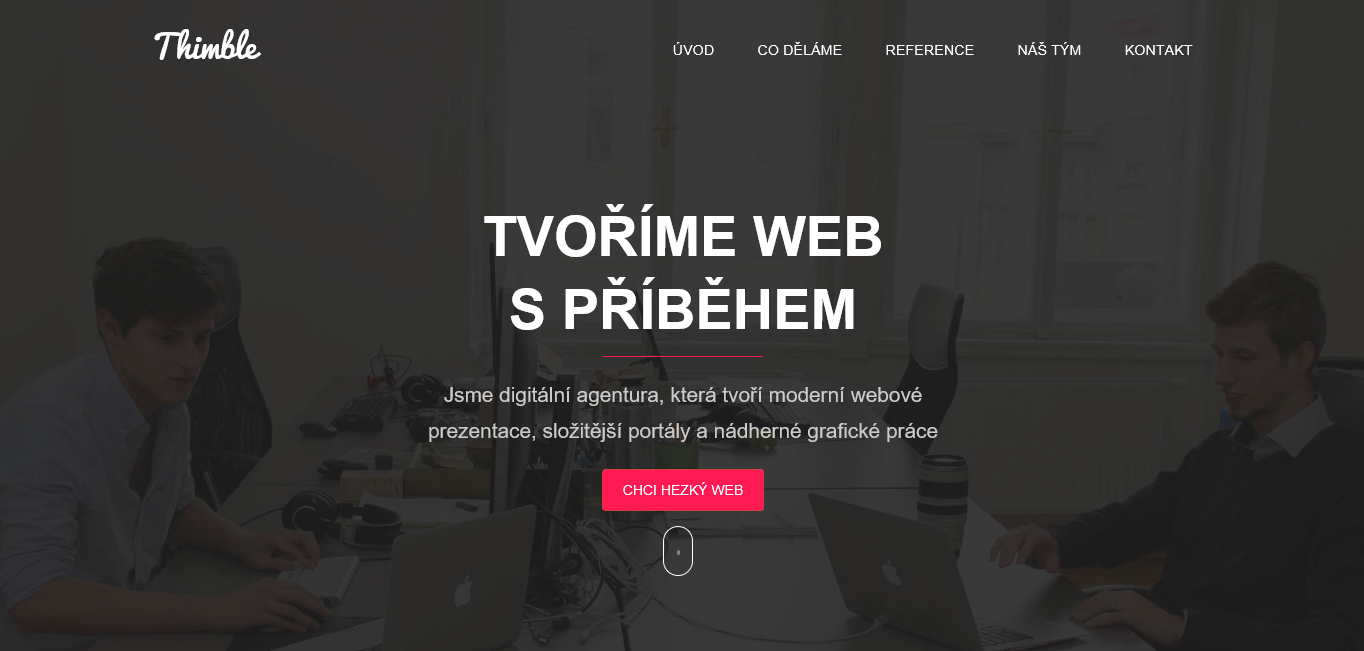 Thimble
ÚVOD CO DĚLÁME REFERENCE NÁŠ TÝM KONTAKT
TVOŘÍME WEB
S PŘÍBĚHEM
Jsme digitální agentura, která tvoří moderní webové
prezentace, složitější portály a nádherné grafické práce
CHCI HEZKÝ WEB